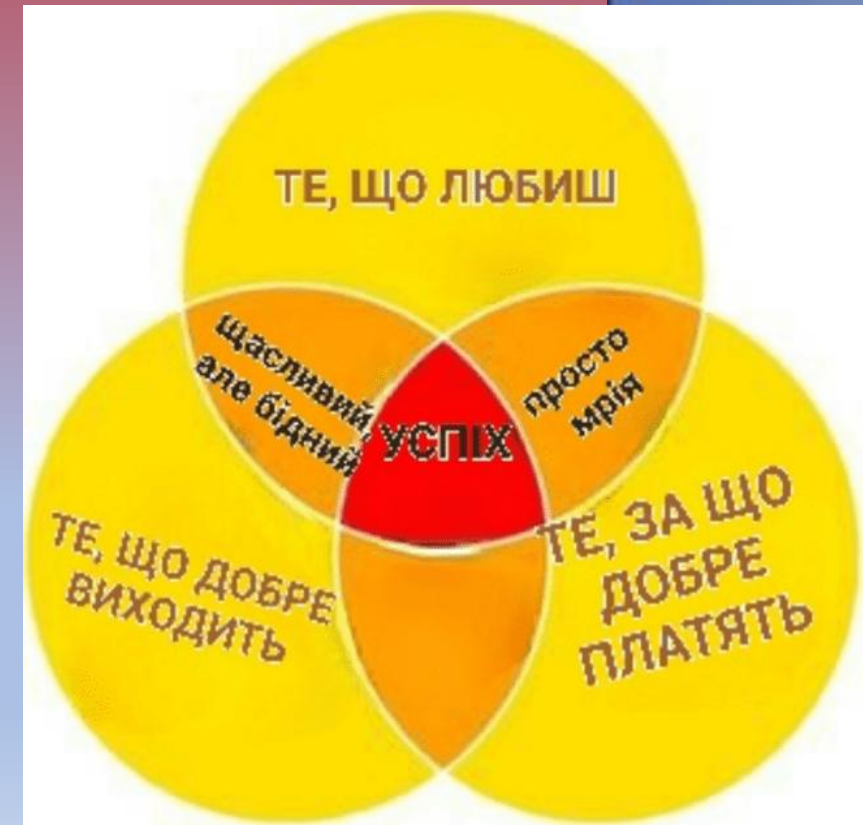 ТЕ, ЩО ЛЮБИШ
щасливий
але бідний
просто
мрія
УСПІХ
ТЕ, ЩО ДОБРЕ
ВИХОДИТЬ
ТЕ, ЗА ЩО
ДОБРЕ
ПЛАТЯТЬ